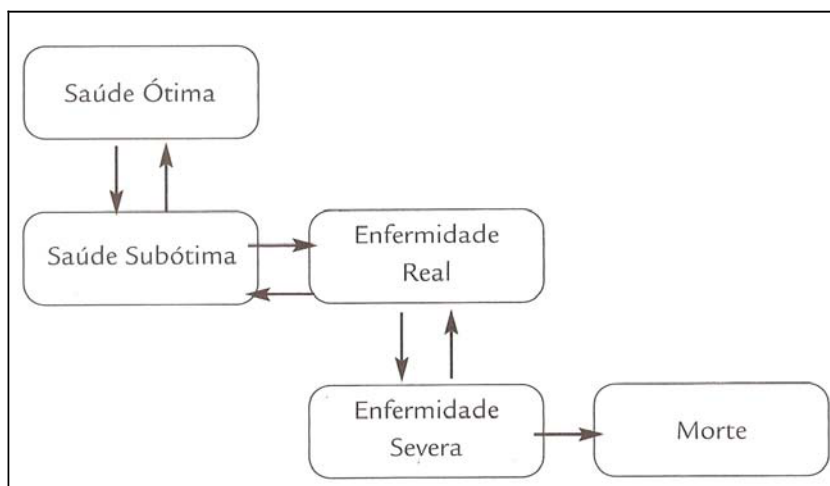 Saúde Ótima
Saúde Subótima
Enfermidade
Real
Enfermidade
Severa
Morte